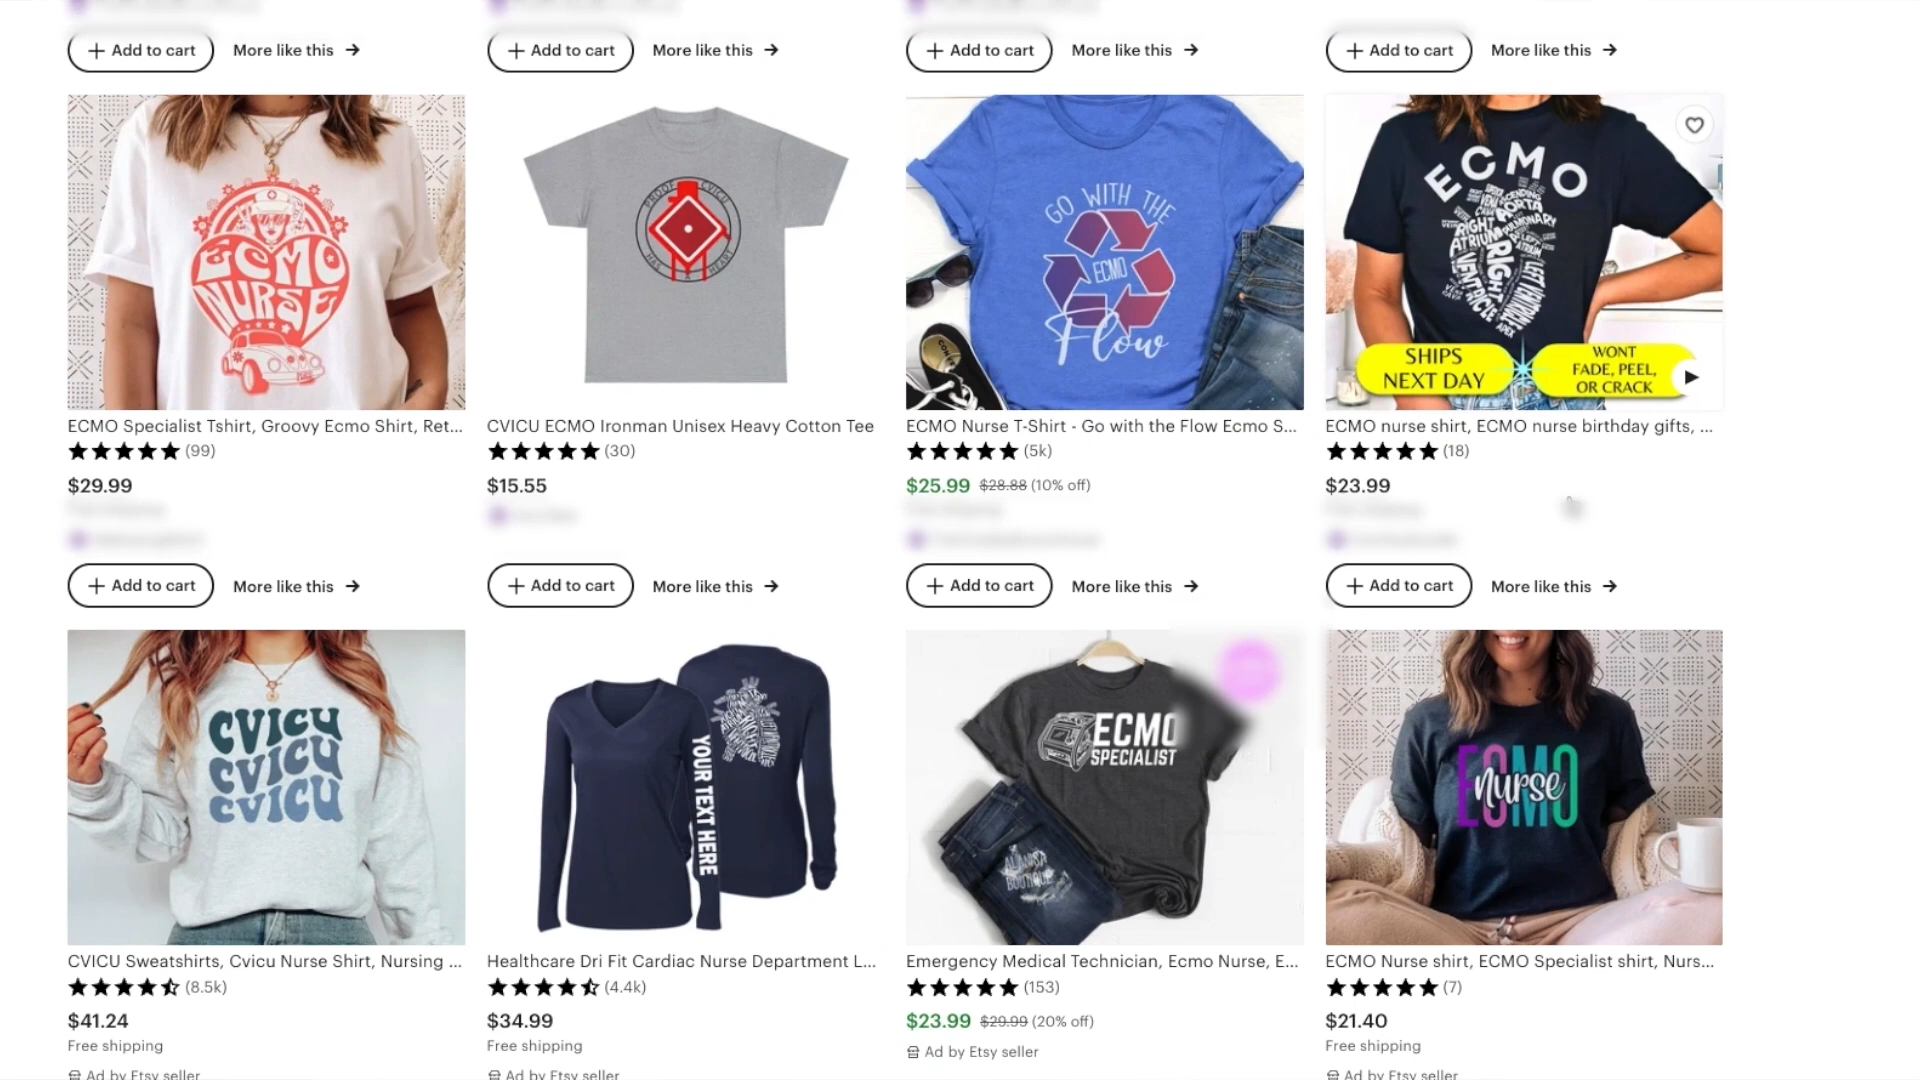 Add to cart More like this
Add to cart More like this
Add to cart More like this
Add to cart More like this
ECMO
NURSE
PROOF CVICU
HAS A HEART
GO WITH THE
ECMO
Flow
ECMO
AORTA
RIGHT
ATRIUM
RIGHT
VENTRICLE
LEFT VENTRICLE
APEX
SHIPS
NEXT DAY
WONT
FADE, PEEL,
OR CRACK
ECMO Specialist Tshirt, Groovy Ecmo Shirt, Ret...
(99)
$29.99
CVICU ECMO Ironman Unisex Heavy Cotton Tee
(30)
$15.55
ECMO Nurse T-Shirt - Go with the Flow Ecmo S...
(5k)
$25.99 $28.88 (10% off)
ECMO nurse shirt, ECMO nurse birthday gifts, ...
(18)
$23.99
Add to cart More like this
Add to cart More like this
Add to cart More like this
Add to cart More like this
CVICU
CVICU
CVICU
YOUR TEXT HERE
ECMO
SPECIALIST
ALANISA
BOUTIQUE
ECMO
nurse
CVICU Sweatshirts, Cvicu Nurse Shirt, Nursing ...
(8.5k)
$41.24
Free shipping
Ad by Etsy seller
Healthcare Dri Fit Cardiac Nurse Department L...
(4.4k)
$34.99
Free shipping
Ad by Etsy seller
Emergency Medical Technician, Ecmo Nurse, E...
(153)
$23.99 $29.99 (20% off)
Ad by Etsy seller
ECMO Nurse shirt, ECMO Specialist shirt, Nurs...
(7)
$21.40
Free shipping
Ad by Etsy seller